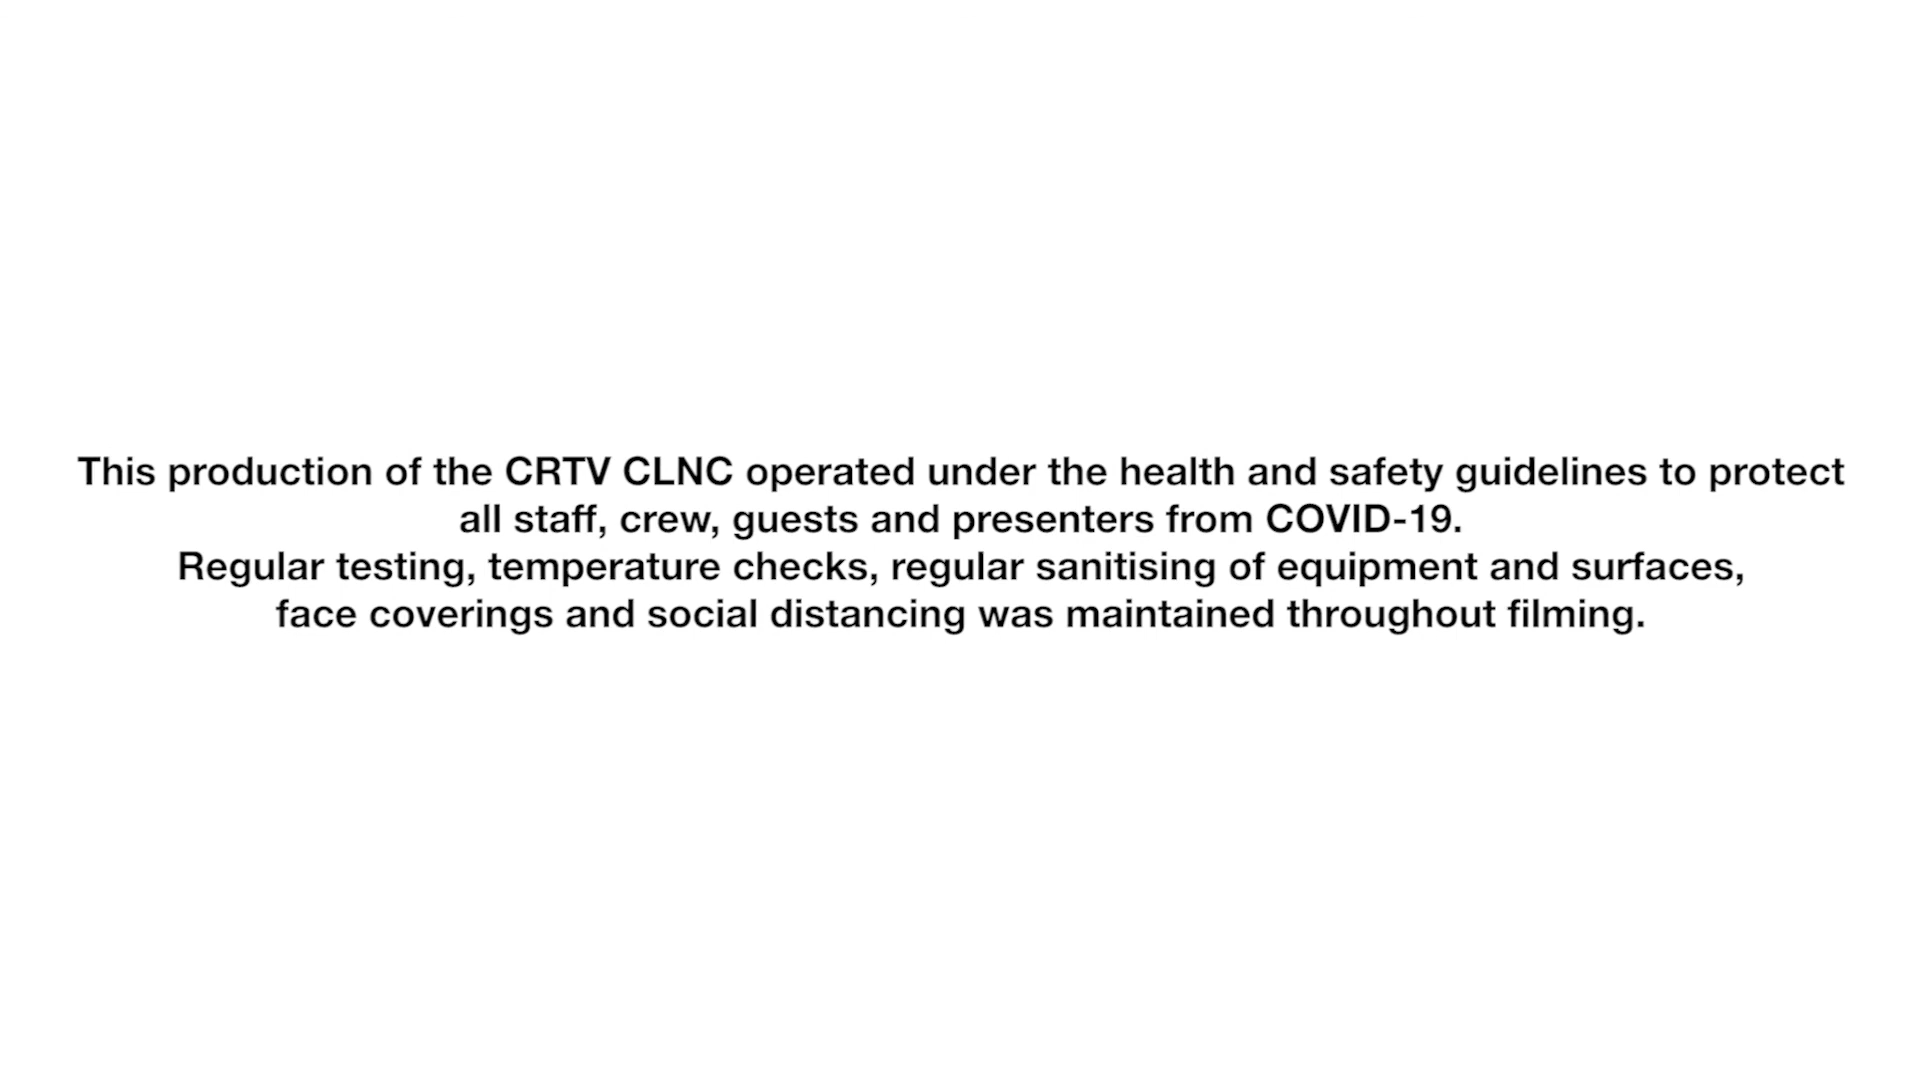 This production of the CRTV CLNC operated under the health and safety guidelines to protect
all staff, crew, guests and presenters from COVID-19.
Regular testing, temperature checks, regular sanitising of equipment and surfaces,
face coverings and social distancing was maintained throughout filming.